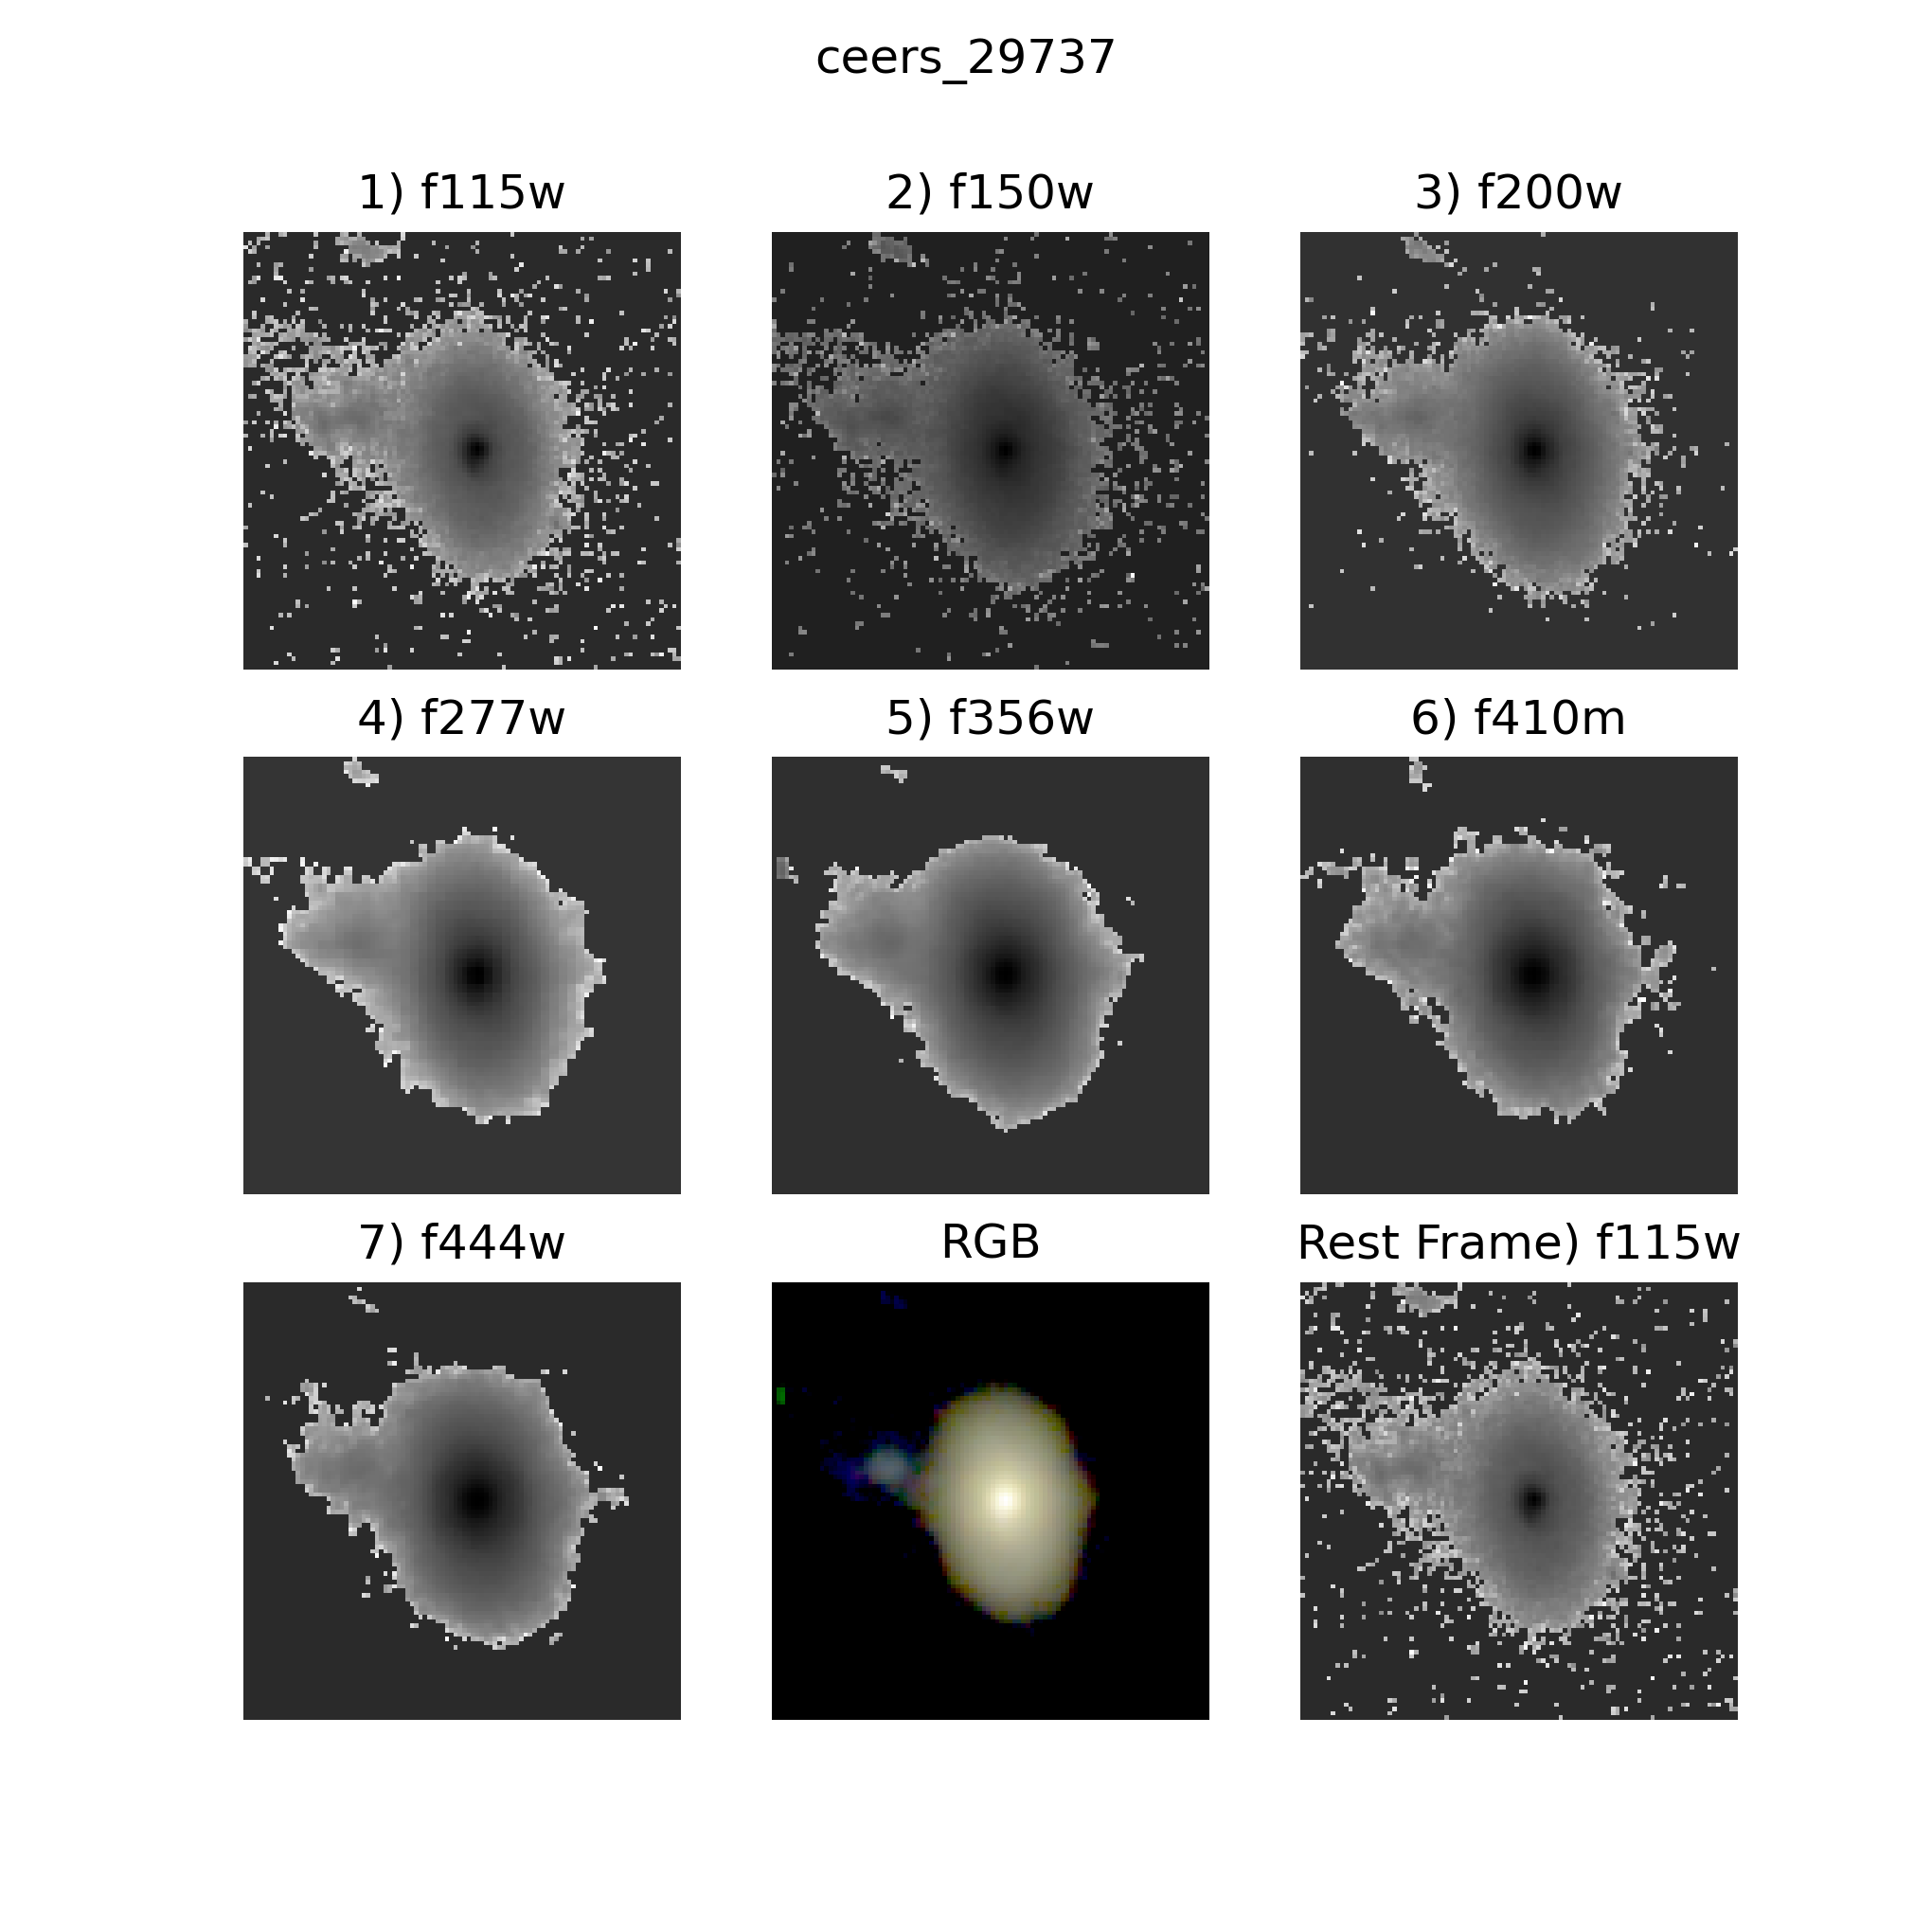 ceers_29737
1) f115w
2) f150w
3) f200w
4) f277w
5) f356w
6) f410m
7) f444w
RGB
Rest Frame) f115w